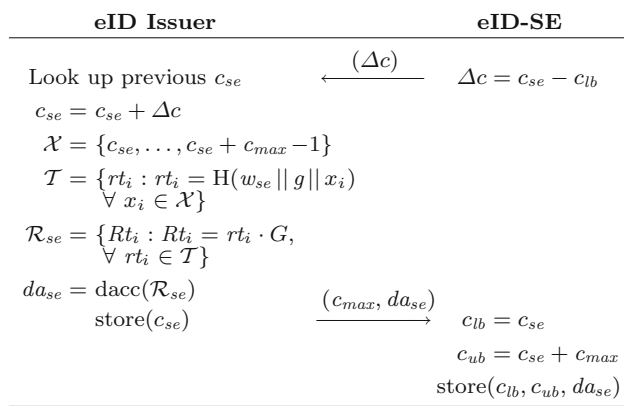 eID Issuer eID-SE
Look up previous c_se ← (Δc) Δc = c_se − c_lb
c_se = c_se + Δc
𝒳 = {c_se, . . . , c_se + c_max −1}
𝒯 = {rt_i : rt_i = H(w_se || g || x_i)
∀ x_i ∈ 𝒳}
ℛ_se = {Rt_i : Rt_i = rt_i · G,
∀ rt_i ∈ 𝒯}
da_se = dacc(ℛ_se)
store(c_se) → (c_max, da_se) c_lb = c_se
c_ub = c_se + c_max
store(c_lb, c_ub, da_se)